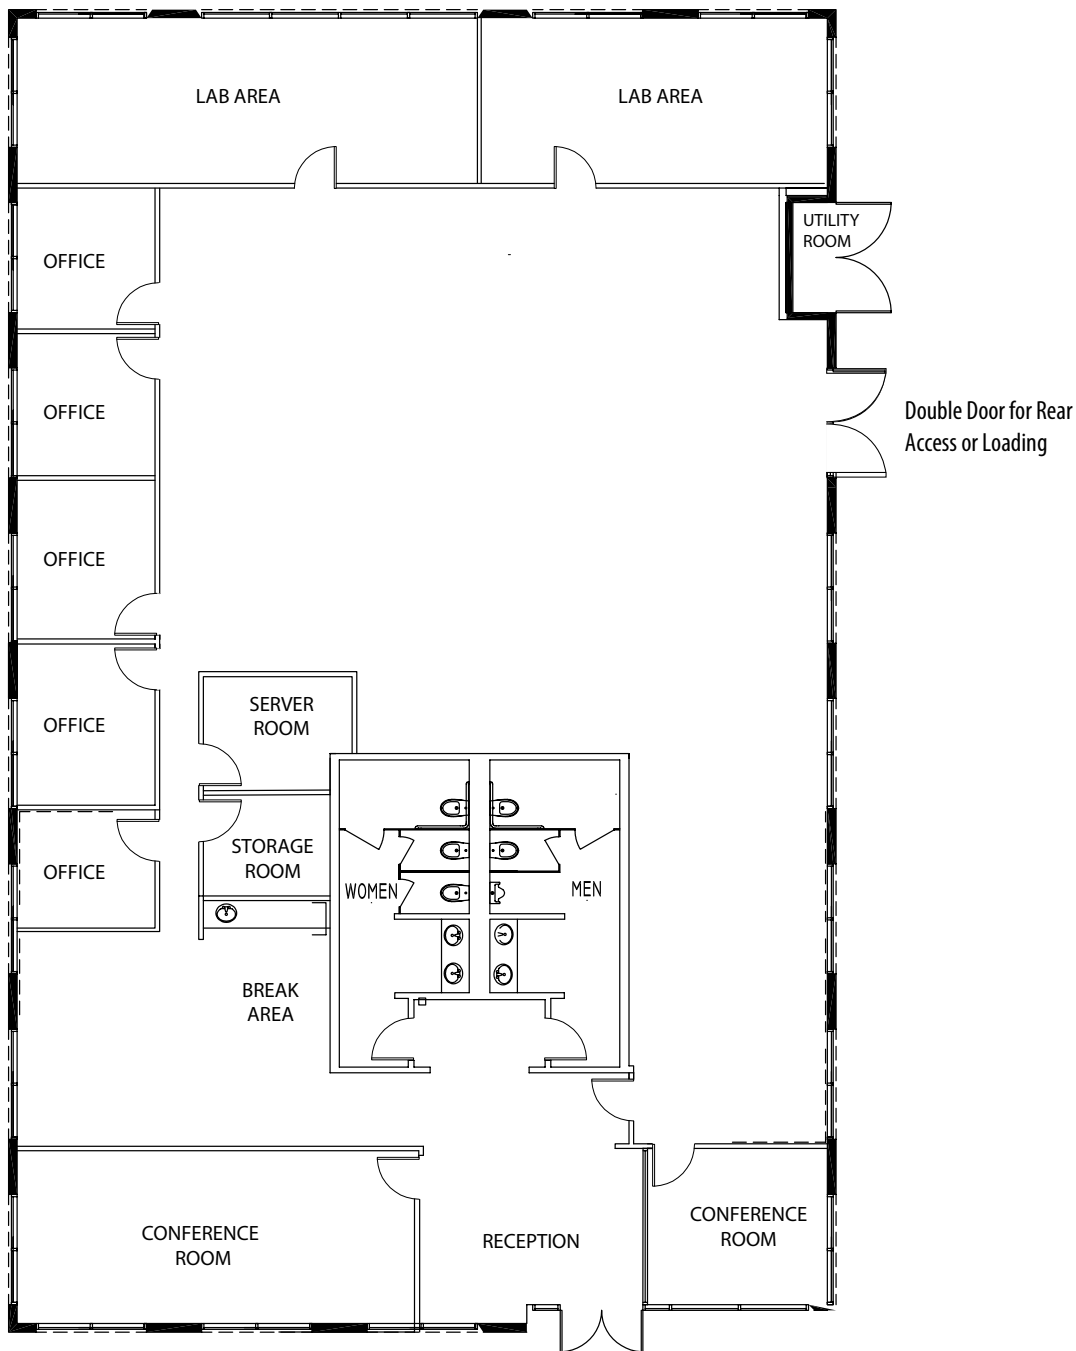 LAB AREA
LAB AREA
UTILITY
ROOM
OFFICE
OFFICE
Double Door for Rear
Access or Loading
OFFICE
SERVER
ROOM
OFFICE
STORAGE
ROOM
OFFICE
WOMEN
MEN
BREAK
AREA
CONFERENCE
ROOM
RECEPTION
CONFERENCE
ROOM